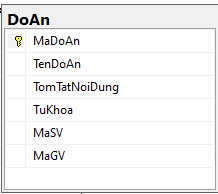 DoAn
MaDoAn
TenDoAn
TomTatNoiDung
TuKhoa
MaSV
MaGV